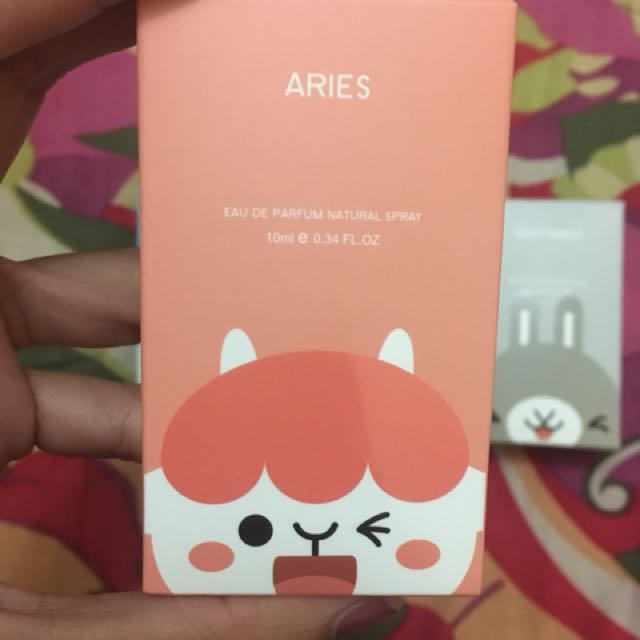 ARIES
EAU DE PARFUM NATURAL SPRAY
10ml e 0.34 FL.OZ